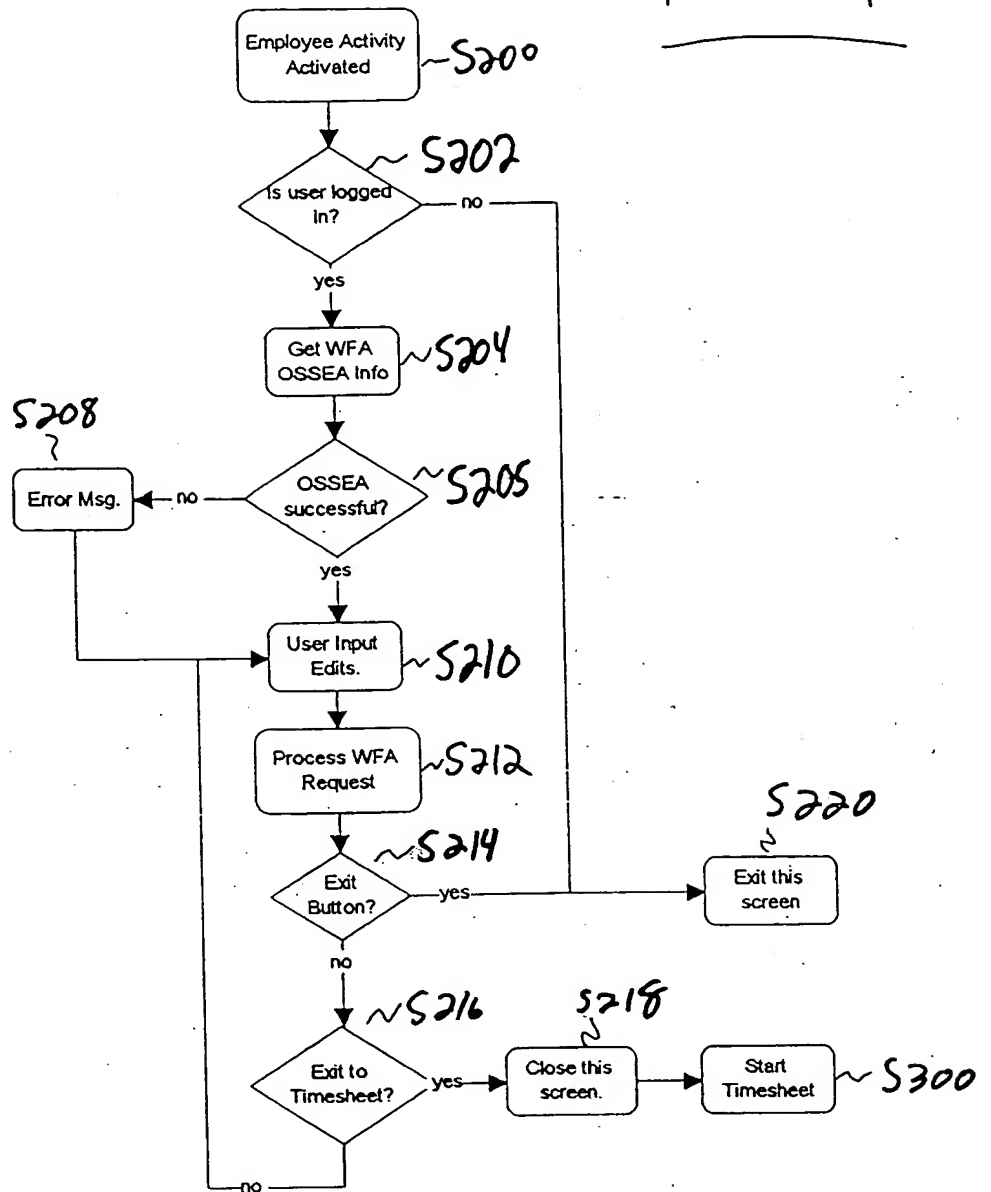 Employee Activity
Activated
S200
S202
Is user logged
in?
no
yes
Get WFA
OSSEA Info
S204
S208
Error Msg.
no
OSSEA
successful?
S205
yes
User Input
Edits.
S210
Process WFA
Request
S212
S214
Exit
Button?
yes
S220
Exit this
screen
no
S216
Exit to
Timesheet?
yes
S218
Close this
screen.
Start
Timesheet
S300
no